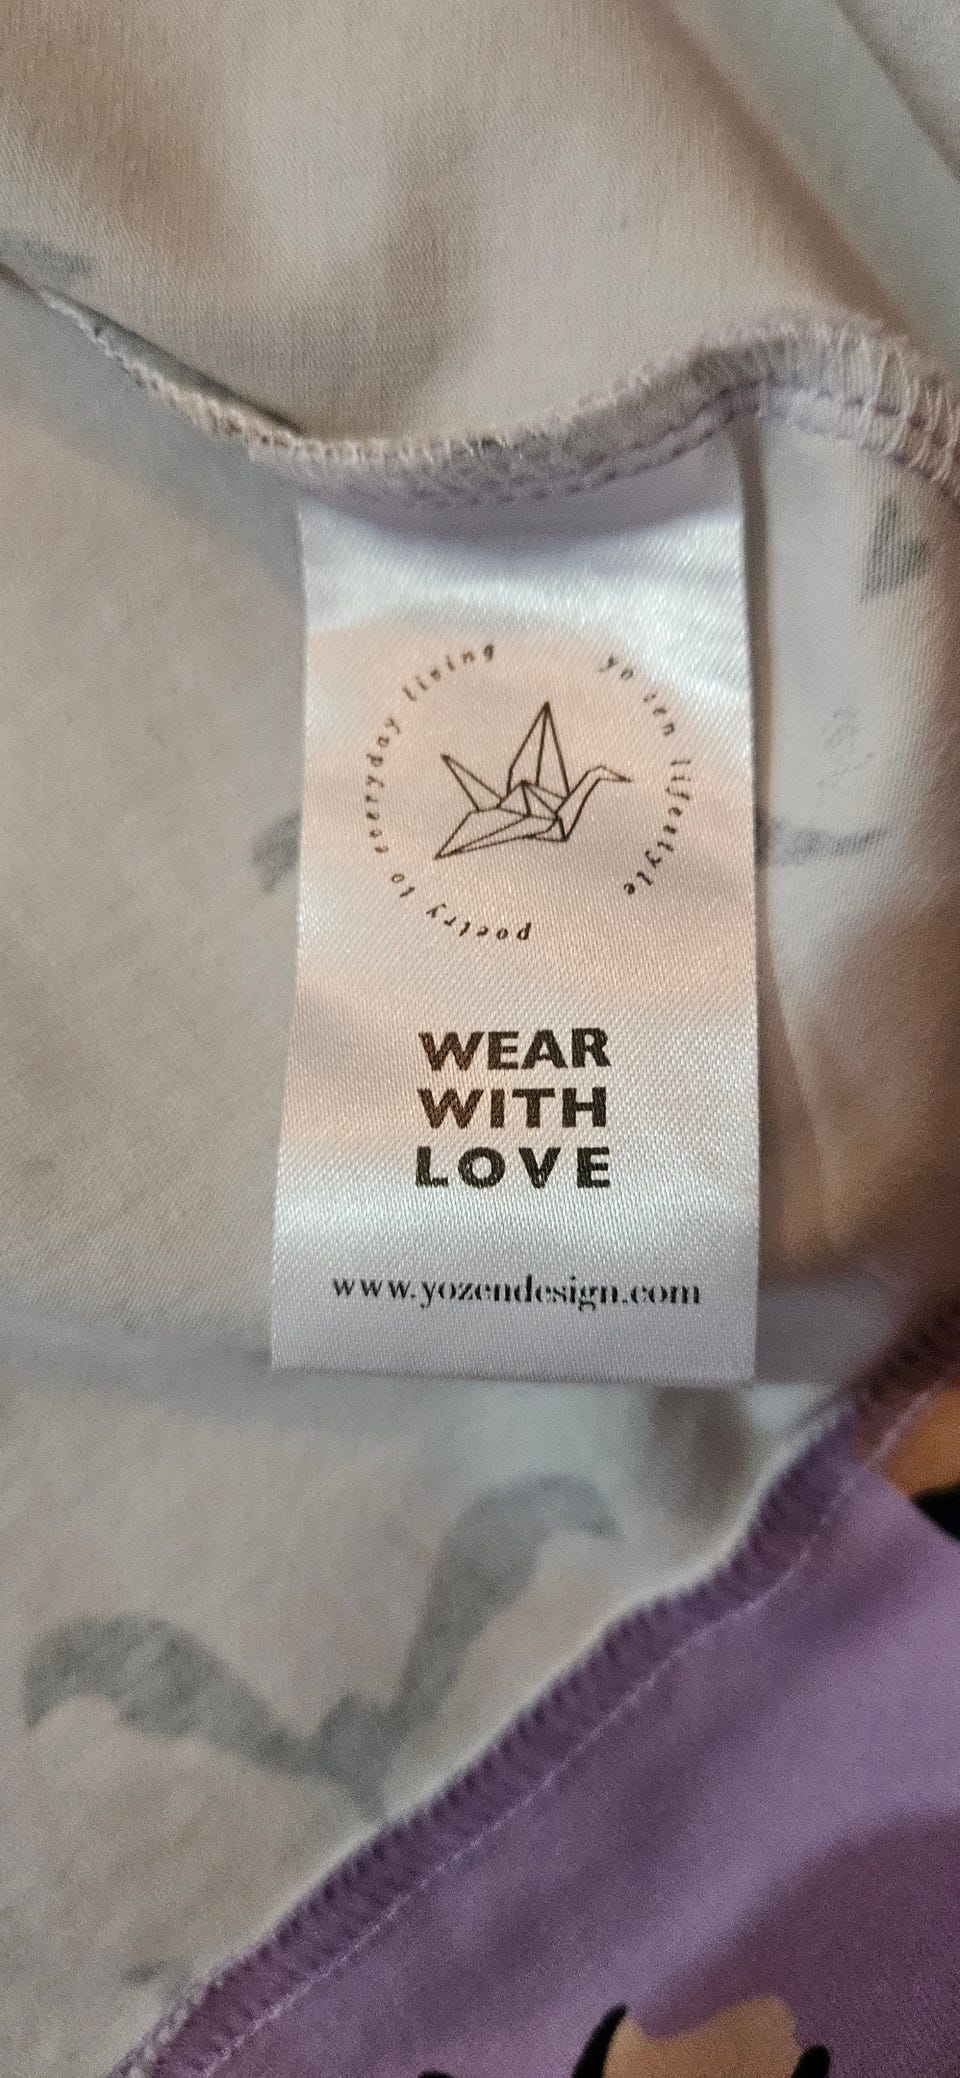 yo zen lifestyle
poetry to everyday living
WEAR
WITH
LOVE
www.yozendesign.com